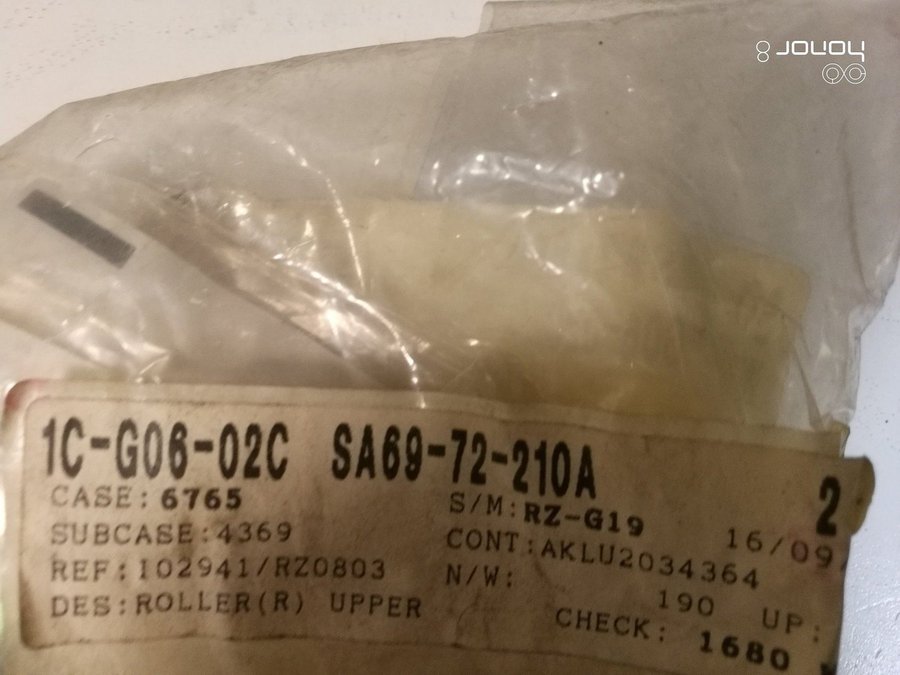 JOYOY
1C-G06-02C SA69-72-210A 2
CASE: 6765 S/M: RZ-G19 16/09
SUBCASE:4369 CONT:AKLU2034364
REF:I02941/RZ0803 N/W: 190 UP:
DES:ROLLER(R) UPPER CHECK: 1680